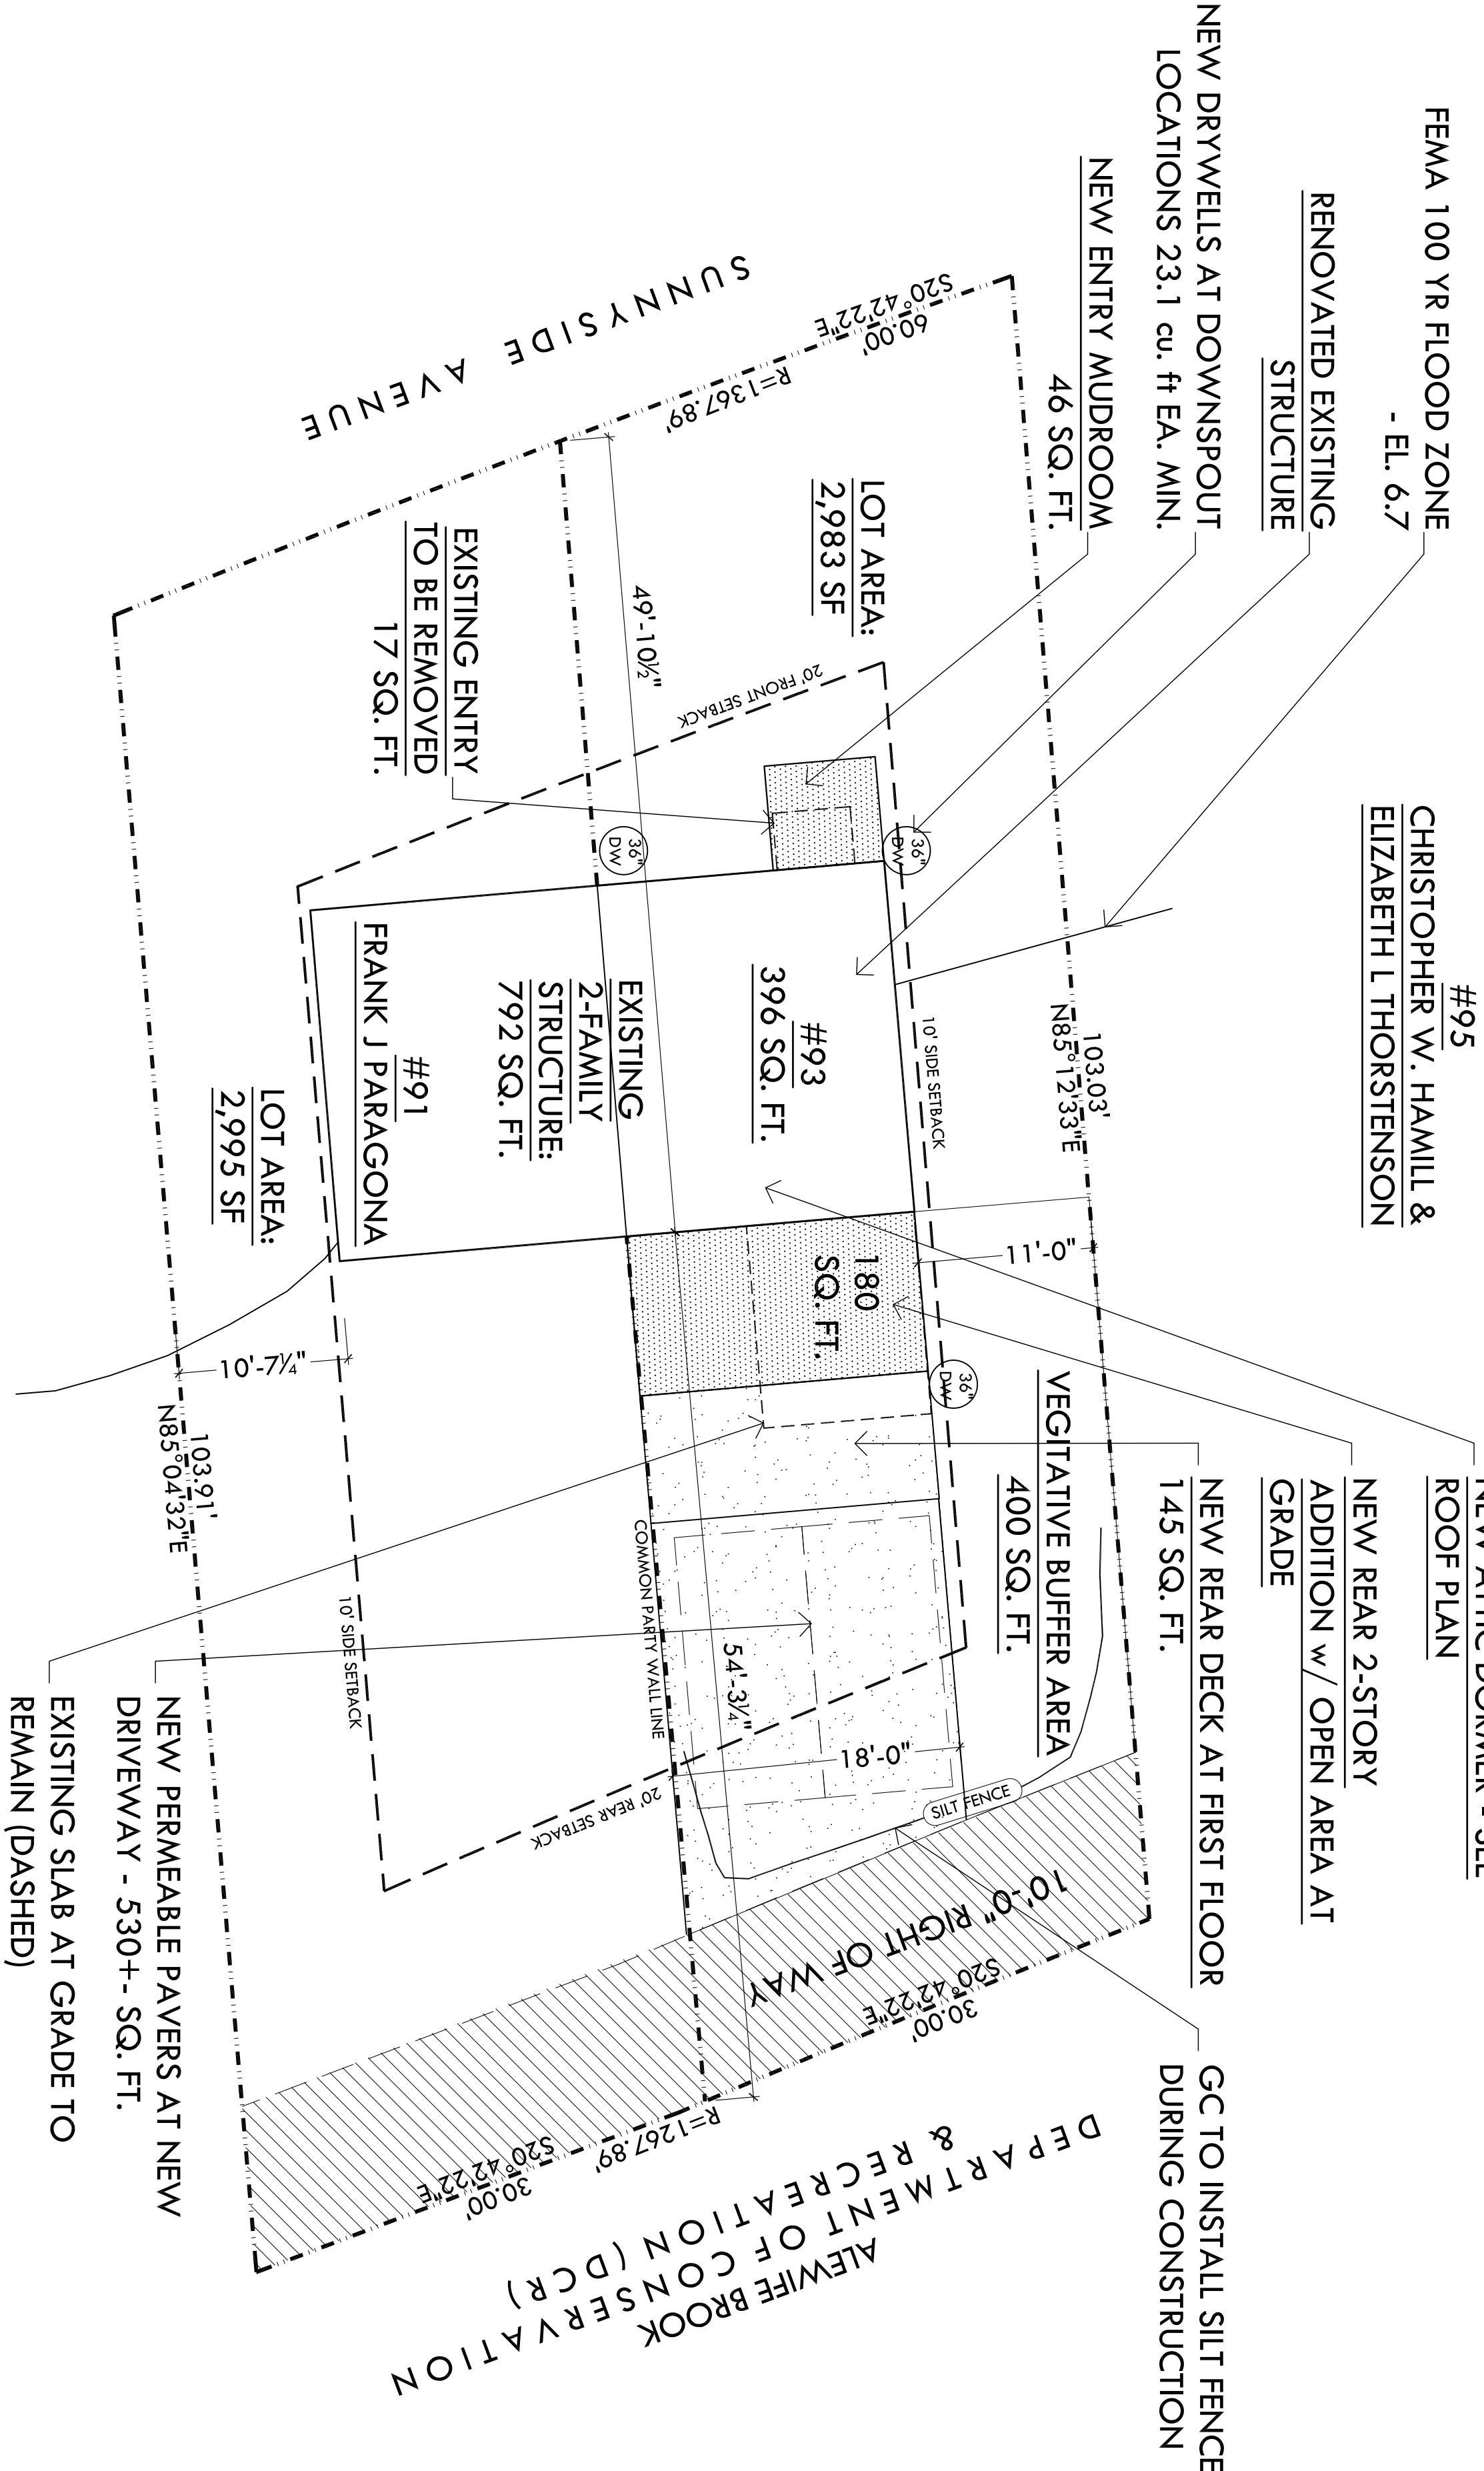 FEMA 100 YR FLOOD ZONE
- EL. 6.7
RENOVATED EXISTING
STRUCTURE
NEW DRYWELLS AT DOWNSPOUT
LOCATIONS 23.1 cu. ft EA. MIN.
NEW ENTRY MUDROOM
46 SQ. FT.
#95
CHRISTOPHER W. HAMILL &
ELIZABETH L THORSTENSON
NEW ATTIC DORMER - SEE
ROOF PLAN
NEW REAR 2-STORY
ADDITION w/ OPEN AREA AT
GRADE
NEW REAR DECK AT FIRST FLOOR
145 SQ. FT.
GC TO INSTALL SILT FENCE
DURING CONSTRUCTION
VEGITATIVE BUFFER AREA
400 SQ. FT.
103.03'
N85°12'33"E
60.00'
S20°42'22"E
R=1367.89'
SUNNYSIDE AVENUE
LOT AREA:
2,983 SF
20' FRONT SETBACK
10' SIDE SETBACK
11'-0"
36"
DW
36"
DW
36"
DW
49'-10½"
EXISTING ENTRY
TO BE REMOVED
17 SQ. FT.
#93
396 SQ. FT.
180
SQ. FT.
EXISTING
2-FAMILY
STRUCTURE:
792 SQ. FT.
#91
FRANK J PARAGONA
LOT AREA:
2,995 SF
10'-7¼"
103.91'
N85°04'32"E
10' SIDE SETBACK
COMMON PARTY WALL LINE
54'-3¼"
18'-0"
20' REAR SETBACK
SILT FENCE
10'-0" RIGHT OF WAY
S20°42'22"E
30.00'
R=1267.89'
S20°42'22"E
30.00'
DEPARTMENT OF CONSERVATION
& RECREATION (DCR)
ALEWIFE BROOK
NEW PERMEABLE PAVERS AT NEW
DRIVEWAY - 530+- SQ. FT.
EXISTING SLAB AT GRADE TO
REMAIN (DASHED)